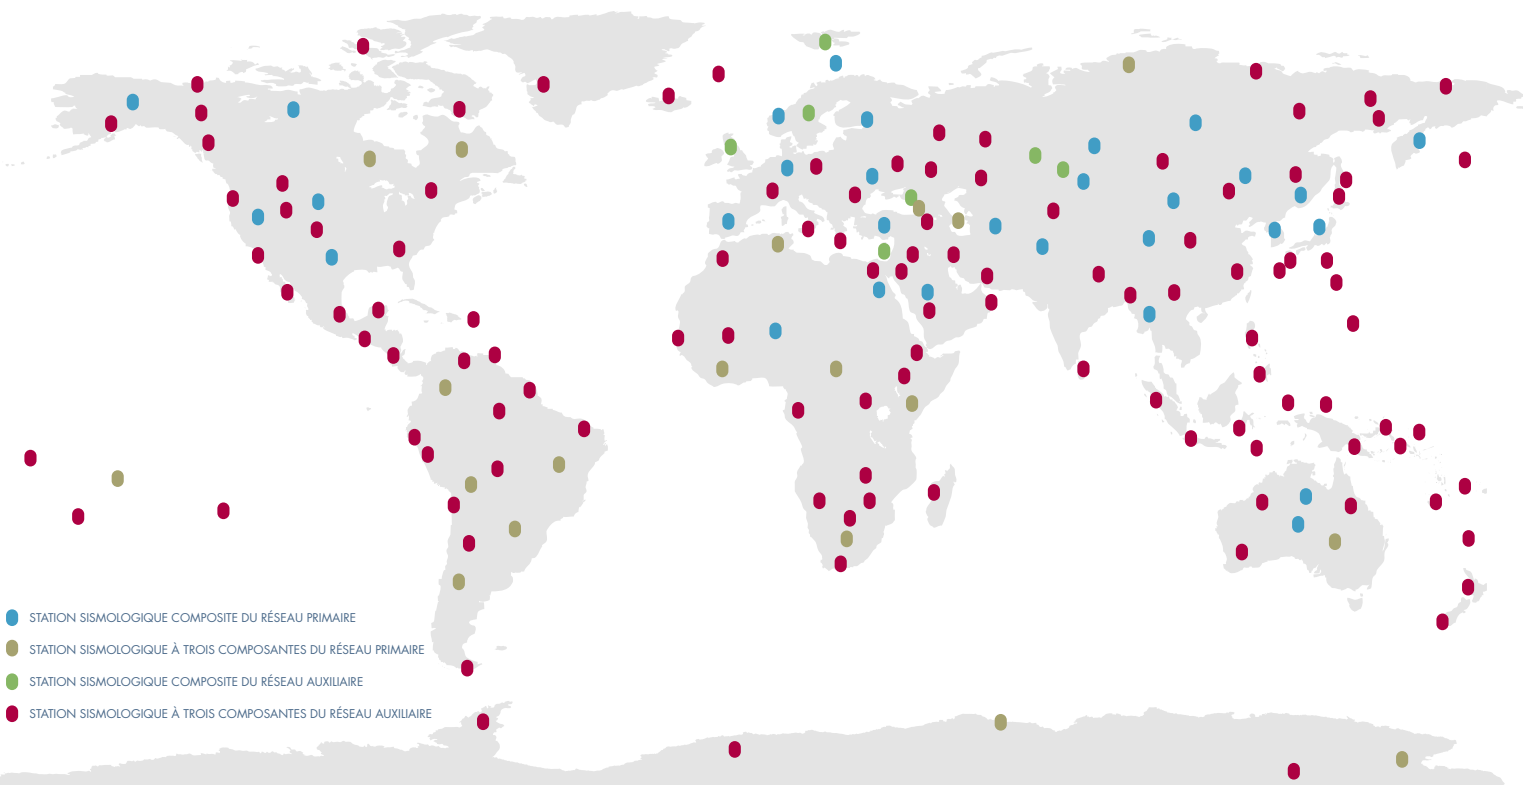 STATION SISMOLOGIQUE COMPOSITE DU RÉSEAU PRIMAIRE
STATION SISMOLOGIQUE À TROIS COMPOSANTES DU RÉSEAU PRIMAIRE
STATION SISMOLOGIQUE COMPOSITE DU RÉSEAU AUXILIAIRE
STATION SISMOLOGIQUE À TROIS COMPOSANTES DU RÉSEAU AUXILIAIRE